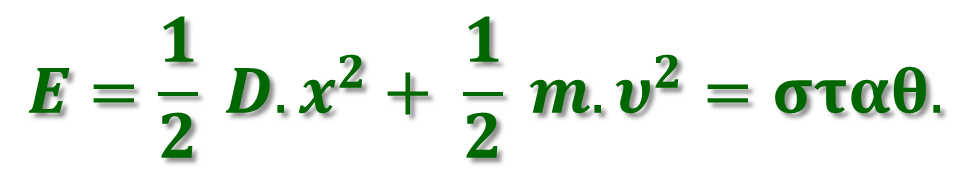 E = 1/2 D.x² + 1/2 m.υ² = σταθ.